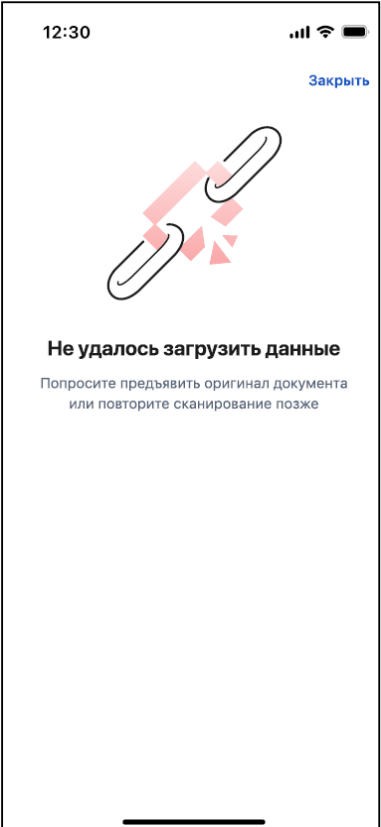 12:30
Закрыть
Не удалось загрузить данные
Попросите предъявить оригинал документа
или повторите сканирование позже